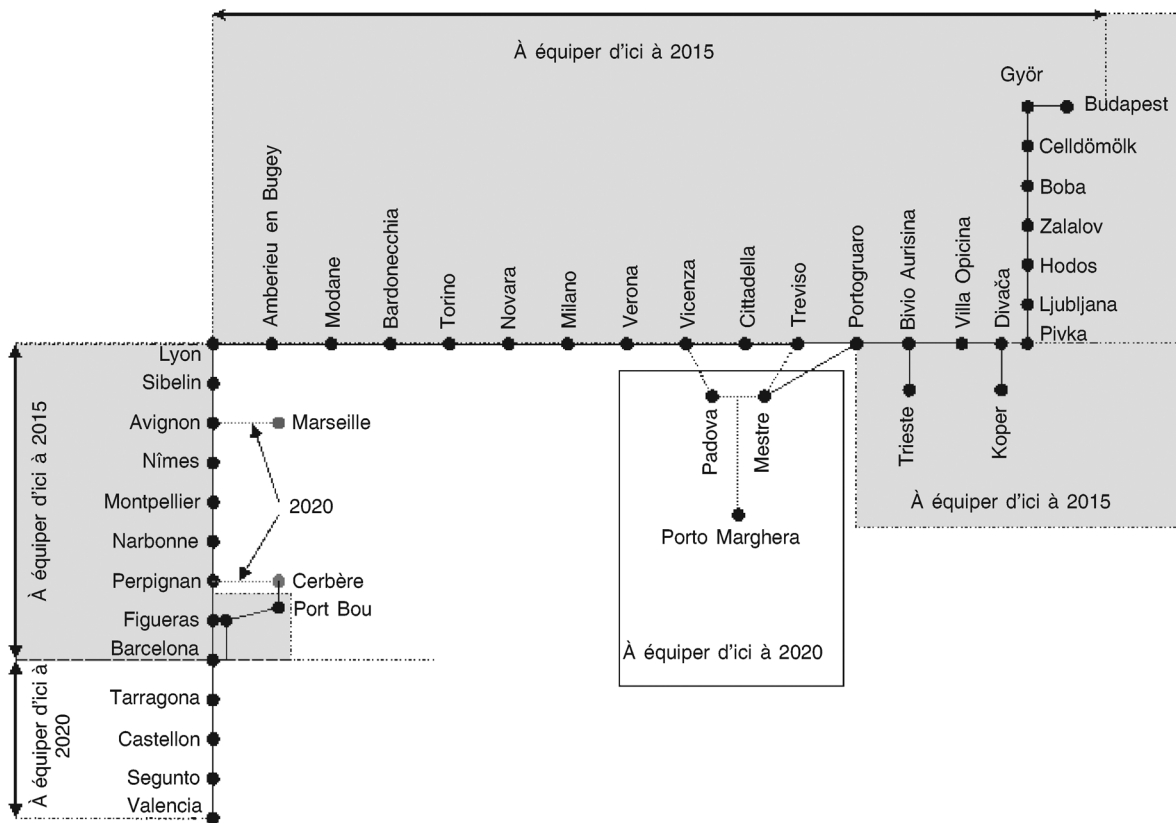 À équiper d'ici à 2015
Györ
Budapest
Celldömölk
Boba
Zalalov
Hodos
Ljubljana
Pivka
Amberieu en Bugey
Modane
Bardonecchia
Torino
Novara
Milano
Verona
Vicenza
Cittadella
Treviso
Portogruaro
Bivio Aurisina
Villa Opicina
Divača
Lyon
Sibelin
Avignon
Marseille
Nîmes
Montpellier
2020
Narbonne
Perpignan
Cerbère
Port Bou
Figueras
Barcelona
Tarragona
Castellon
Segunto
Valencia
À équiper d'ici à 2015
À équiper d'ici à
2020
Padova
Mestre
Porto Marghera
À équiper d'ici à 2020
Trieste
Koper
À équiper d'ici à 2015